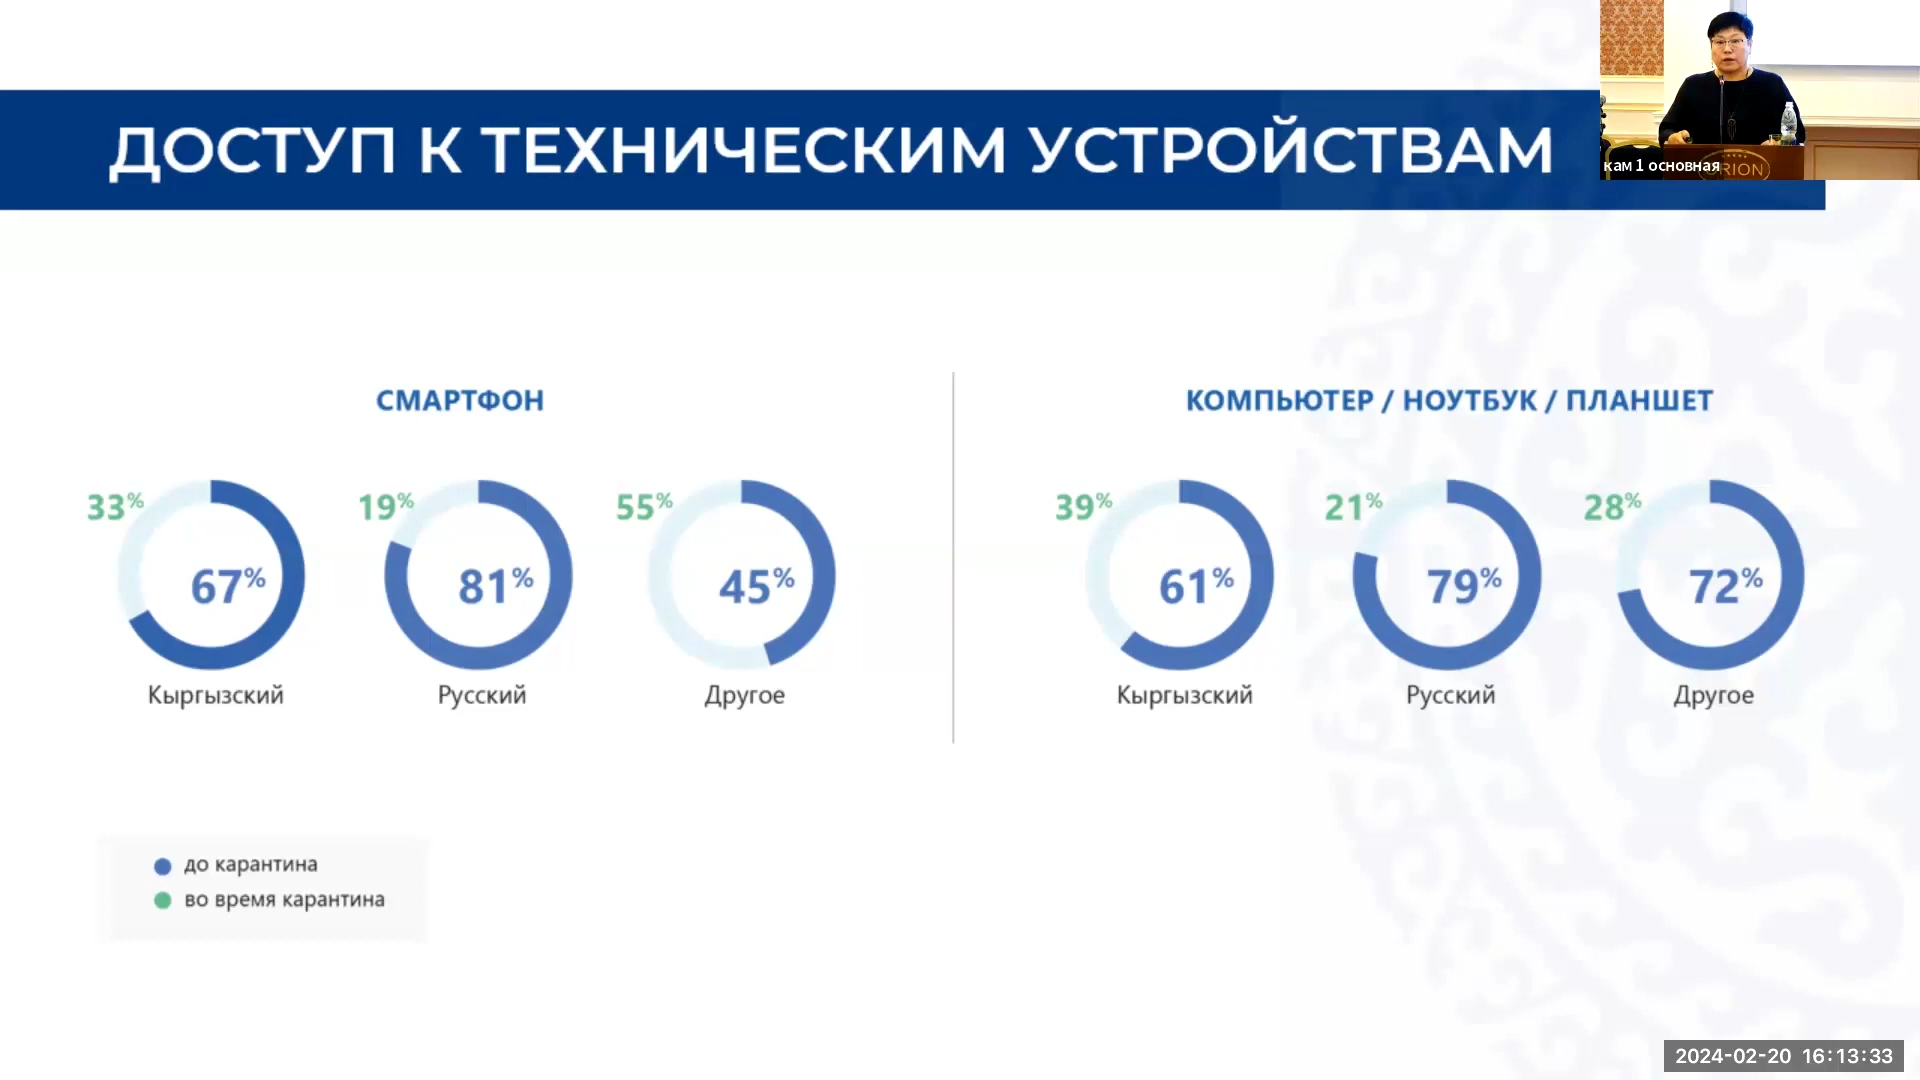 ДОСТУП К ТЕХНИЧЕСКИМ УСТРОЙСТВАМ
кам 1 основная
ORION
СМАРТФОН
33%
67%
Кыргызский
19%
81%
Русский
55%
45%
Другое
КОМПЬЮТЕР / НОУТБУК / ПЛАНШЕТ
39%
61%
Кыргызский
21%
79%
Русский
28%
72%
Другое
до карантина
во время карантина
2024-02-20 16:13:33